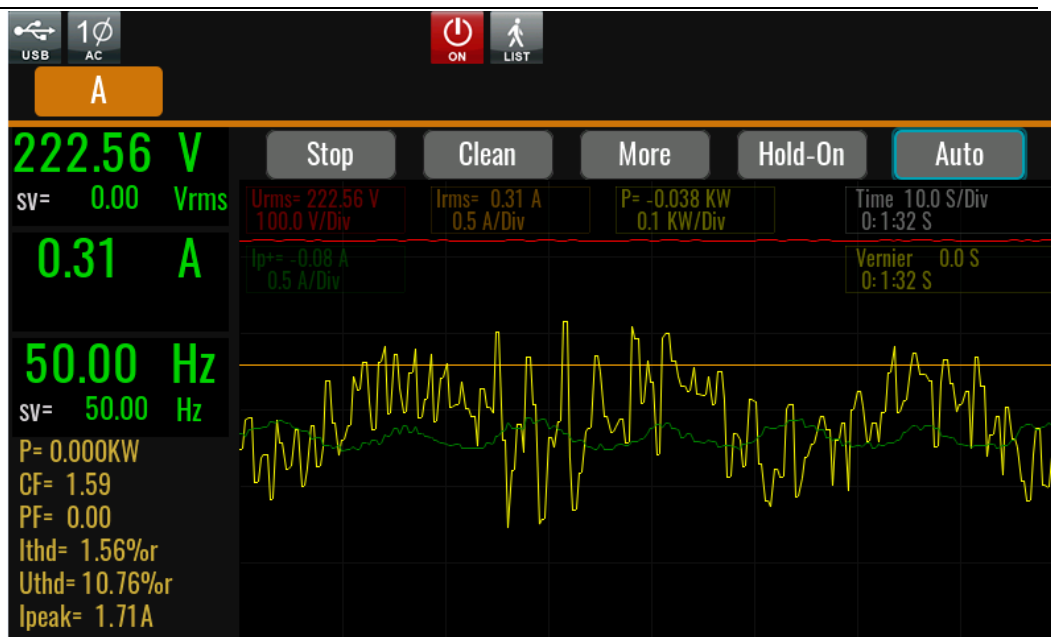 USB
1Ø
AC
ON
LIST
A
222.56 V
sv= 0.00 Vrms
0.31 A
50.00 Hz
sv= 50.00 Hz
P= 0.000KW
CF= 1.59
PF= 0.00
Ithd= 1.56%r
Uthd= 10.76%r
Ipeak= 1.71A
Stop Clean More Hold-On Auto
Urms= 222.56 V
100.0 V/Div
Irms= 0.31 A
0.5 A/Div
P= -0.038 KW
0.1 KW/Div
Time 10.0 S/Div
0: 1:32 S
Ip+= -0.08 A
0.5 A/Div
Vernier 0.0 S
0: 1:32 S